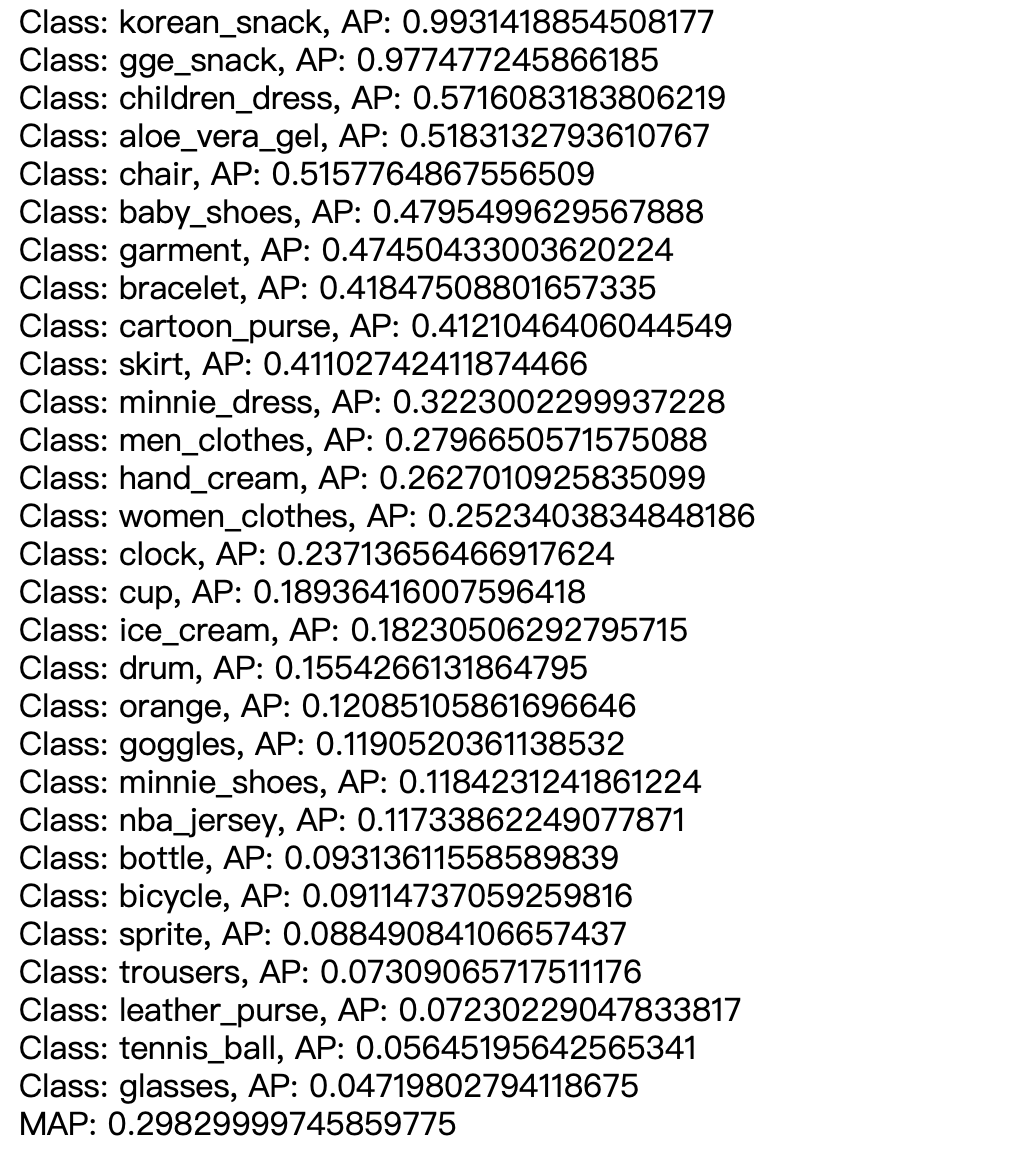 Class: korean_snack, AP: 0.9931418854508177
Class: gge_snack, AP: 0.977477245866185
Class: children_dress, AP: 0.5716083183806219
Class: aloe_vera_gel, AP: 0.5183132793610767
Class: chair, AP: 0.5157764867556509
Class: baby_shoes, AP: 0.4795499629567888
Class: garment, AP: 0.47450433003620224
Class: bracelet, AP: 0.41847508801657335
Class: cartoon_purse, AP: 0.4121046406044549
Class: skirt, AP: 0.41102742411874466
Class: minnie_dress, AP: 0.3223002299937228
Class: men_clothes, AP: 0.2796650571575088
Class: hand_cream, AP: 0.2627010925835099
Class: women_clothes, AP: 0.2523403834848186
Class: clock, AP: 0.23713656466917624
Class: cup, AP: 0.18936416007596418
Class: ice_cream, AP: 0.18230506292795715
Class: drum, AP: 0.1554266131864795
Class: orange, AP: 0.12085105861696646
Class: goggles, AP: 0.1190520361138532
Class: minnie_shoes, AP: 0.1184231241861224
Class: nba_jersey, AP: 0.11733862249077871
Class: bottle, AP: 0.09313611558589839
Class: bicycle, AP: 0.09114737059259816
Class: sprite, AP: 0.08849084106657437
Class: trousers, AP: 0.07309065717511176
Class: leather_purse, AP: 0.07230229047833817
Class: tennis_ball, AP: 0.05645195642565341
Class: glasses, AP: 0.04719802794118675
MAP: 0.29829999745859775